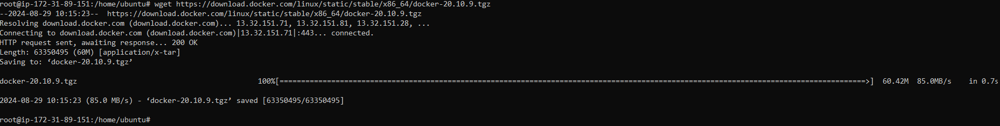 root@ip-172-31-89-151:/home/ubuntu# wget https://download.docker.com/linux/static/stable/x86_64/docker-20.10.9.tgz
--2024-08-29 10:15:23--  https://download.docker.com/linux/static/stable/x86_64/docker-20.10.9.tgz
Resolving download.docker.com (download.docker.com)... 13.32.151.71, 13.32.151.81, 13.32.151.28, ...
Connecting to download.docker.com (download.docker.com)|13.32.151.71|:443... connected.
HTTP request sent, awaiting response... 200 OK
Length: 63350495 (60M) [application/x-tar]
Saving to: ‘docker-20.10.9.tgz’
docker-20.10.9.tgz 100%[========================================================================================================================================>] 60.42M 85.0MB/s in 0.7s
2024-08-29 10:15:23 (85.0 MB/s) - ‘docker-20.10.9.tgz’ saved [63350495/63350495]
root@ip-172-31-89-151:/home/ubuntu#